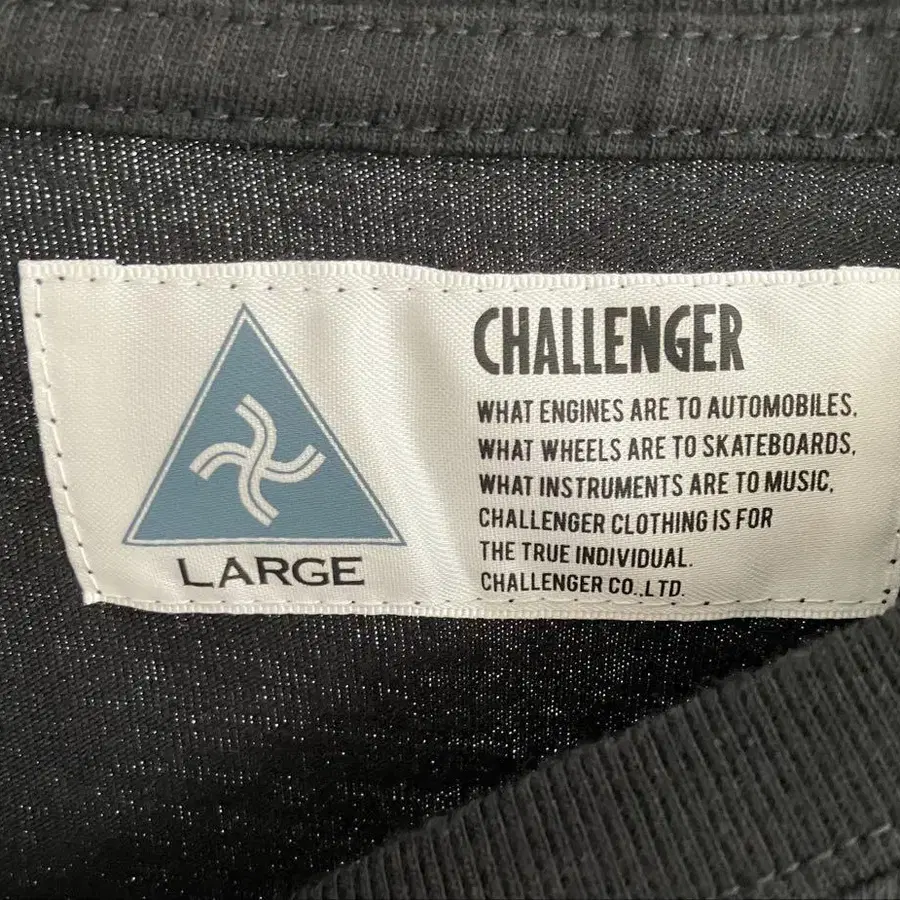 LARGE
CHALLENGER
WHAT ENGINES ARE TO AUTOMOBILES,
WHAT WHEELS ARE TO SKATEBOARDS,
WHAT INSTRUMENTS ARE TO MUSIC,
CHALLENGER CLOTHING IS FOR
THE TRUE INDIVIDUAL.
CHALLENGER CO.,LTD.